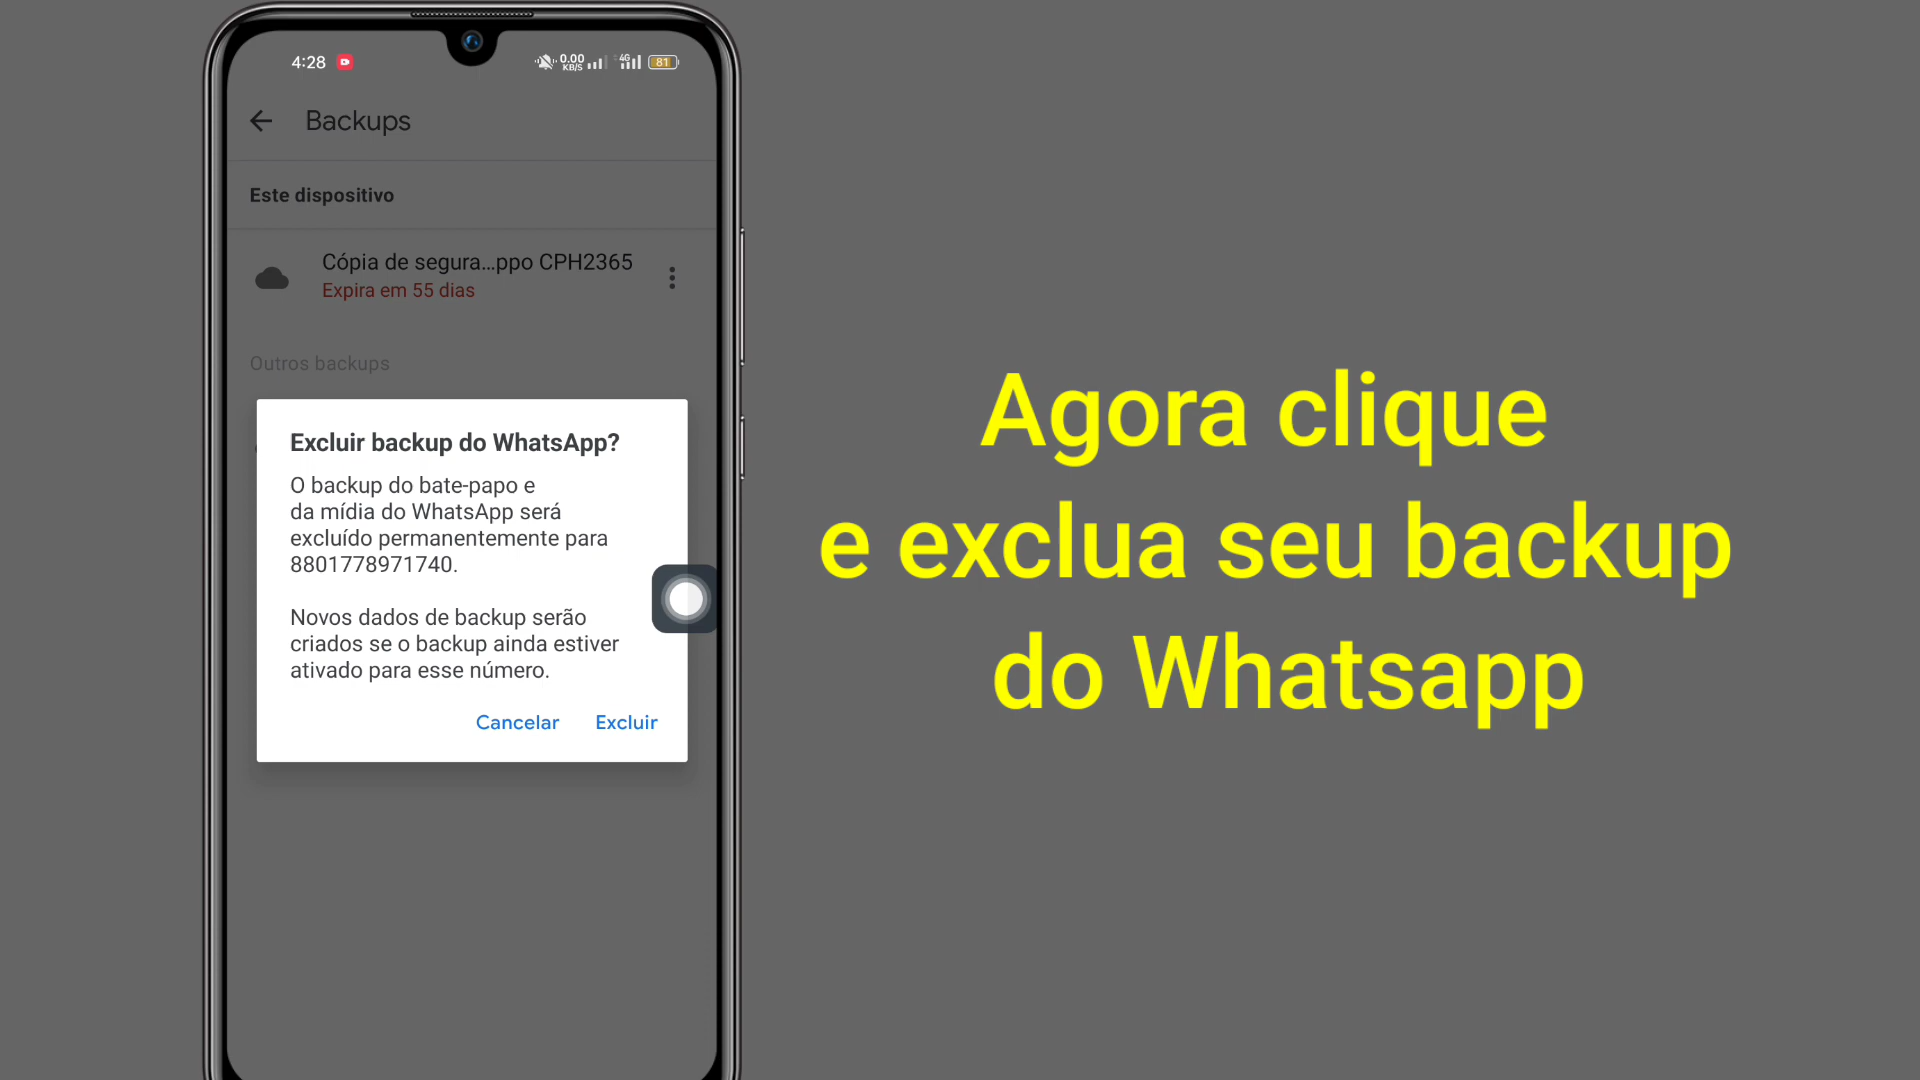 4:28
0.00
KB/S
4G
81
Backups
Este dispositivo
Cópia de segura...ppo CPH2365
Expira em 55 dias
Outros backups
Excluir backup do WhatsApp?
O backup do bate-papo e
da mídia do WhatsApp será
excluído permanentemente para
8801778971740.
Novos dados de backup serão
criados se o backup ainda estiver
ativado para esse número.
Cancelar
Excluir
Agora clique
e exclua seu backup
do Whatsapp